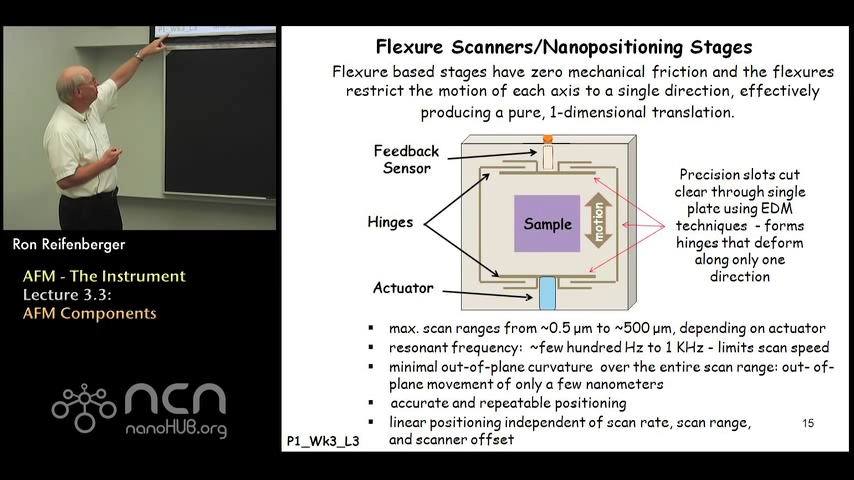 P1_Wk3_L3
Flexure Scanners/Nanopositioning Stages
Flexure based stages have zero mechanical friction and the flexures
restrict the motion of each axis to a single direction, effectively
producing a pure, 1-dimensional translation.
Feedback
Sensor
Hinges
Actuator
Sample
motion
Precision slots cut
clear through single
plate using EDM
techniques - forms
hinges that deform
along only one
direction
▪ max. scan ranges from ~0.5 µm to ~500 µm, depending on actuator
▪ resonant frequency: ~few hundred Hz to 1 KHz - limits scan speed
▪ minimal out-of-plane curvature over the entire scan range: out- of-
plane movement of only a few nanometers
▪ accurate and repeatable positioning
▪ linear positioning independent of scan rate, scan range,
and scanner offset
15
P1_Wk3_L3
Ron Reifenberger
AFM - The Instrument
Lecture 3.3:
AFM Components
ncn
nanoHUB.org